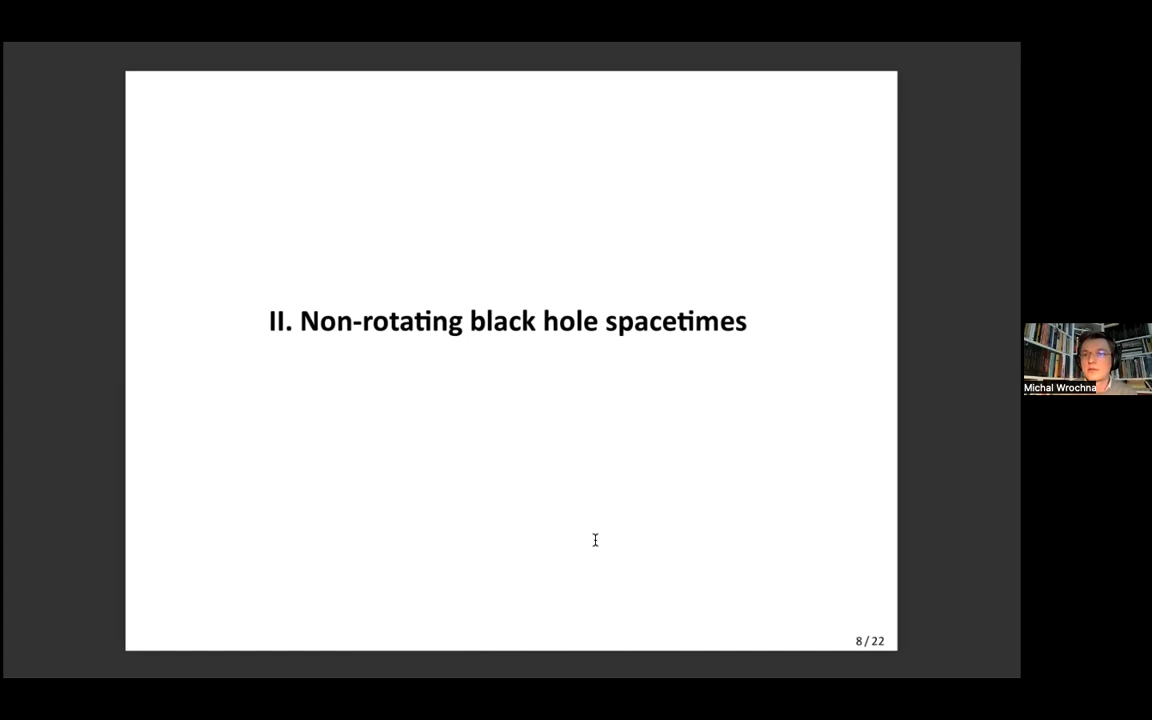 II. Non-rotating black hole spacetimes
8 / 22
Michal Wrochna